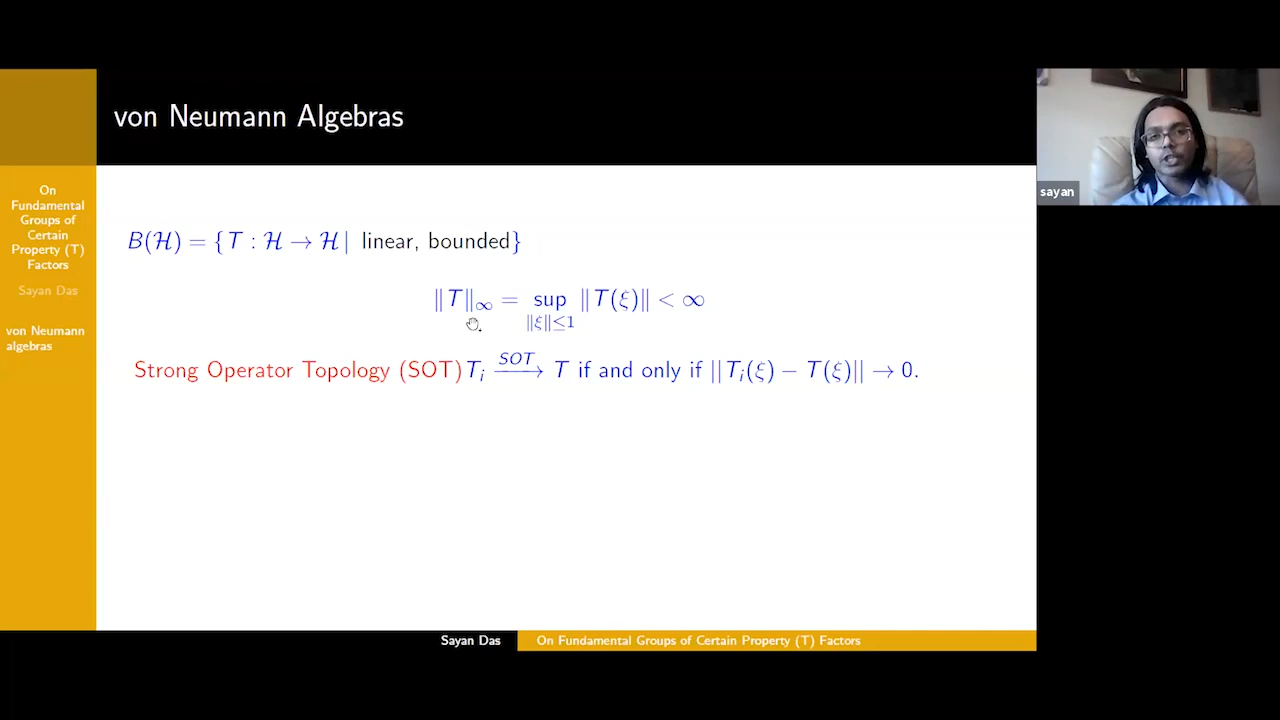 von Neumann Algebras
On
Fundamental
Groups of
Certain
Property (T)
Factors
Sayan Das
von Neumann
algebras
B(ℋ) = { T : ℋ → ℋ | linear, bounded}
‖T‖∞ = sup ‖T(ξ)‖ < ∞
‖ξ‖≤1
Strong Operator Topology (SOT) Tᵢ —SOT→ T if and only if ||Tᵢ(ξ) − T(ξ)|| → 0.
sayan
Sayan Das
On Fundamental Groups of Certain Property (T) Factors